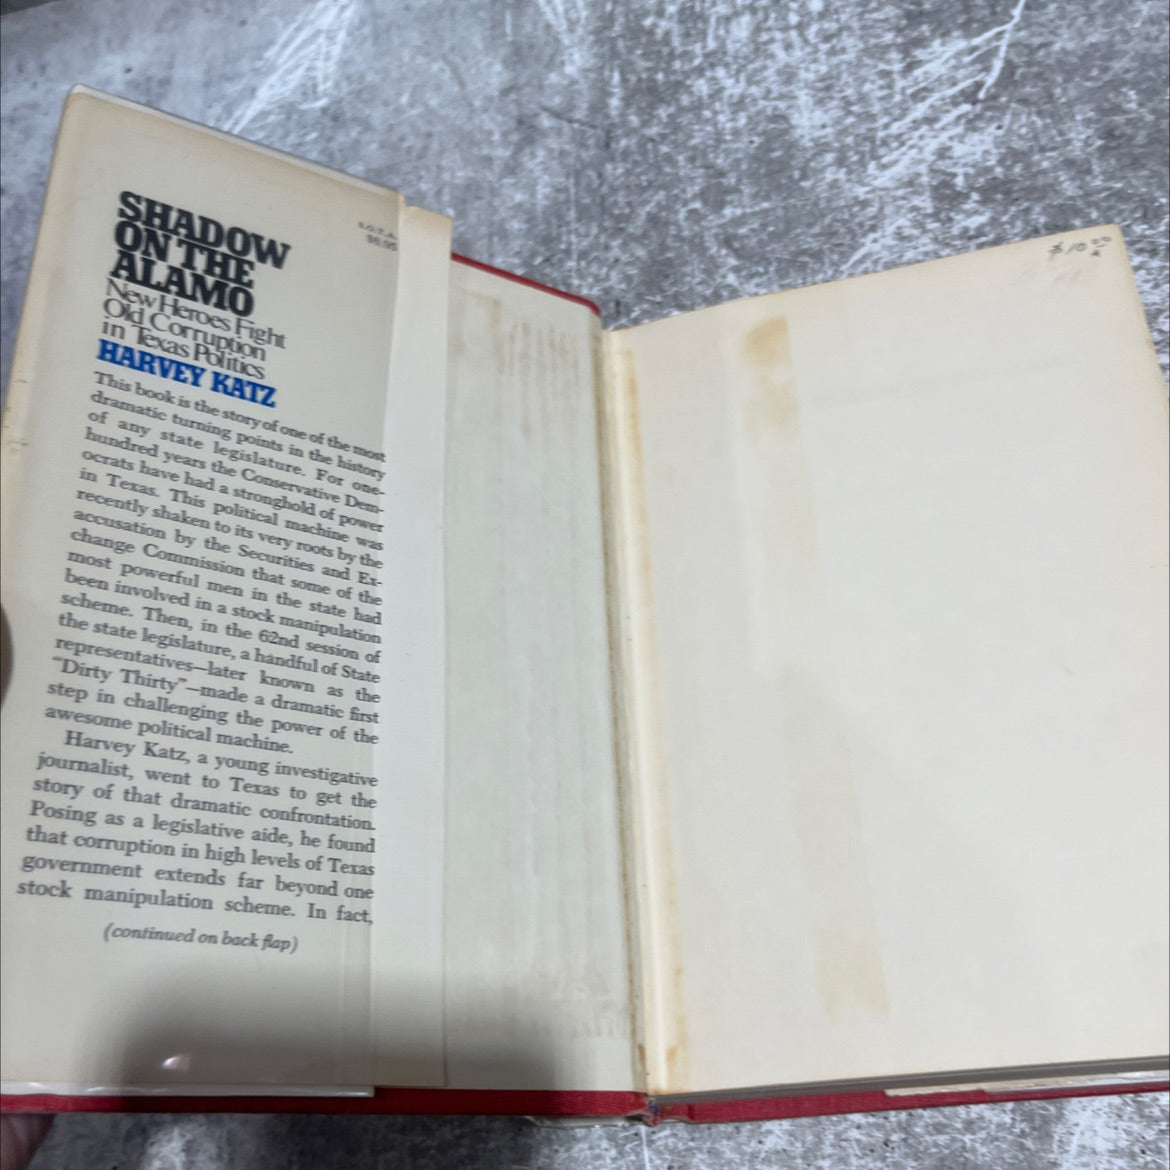 SHADOW
ON THE
ALAMO
New Heroes Fight
Old Corruption
in Texas Politics
HARVEY KATZ
S.O.T.A.
$6.95
This book is the story of one of the most
dramatic turning points in the history
of any state legislature. For one-
hundred years the Conservative Dem-
ocrats have had a stronghold of power
in Texas. This political machine was
recently shaken to its very roots by the
accusation by the Securities and Ex-
change Commission that some of the
most powerful men in the state had
been involved in a stock manipulation
scheme. Then, in the 62nd session of
the state legislature, a handful of State
representatives—later known as the
"Dirty Thirty"—made a dramatic first
step in challenging the power of the
awesome political machine.
Harvey Katz, a young investigative
journalist, went to Texas to get the
story of that dramatic confrontation.
Posing as a legislative aide, he found
that corruption in high levels of Texas
government extends far beyond one
stock manipulation scheme. In fact,
(continued on back flap)
$10.00